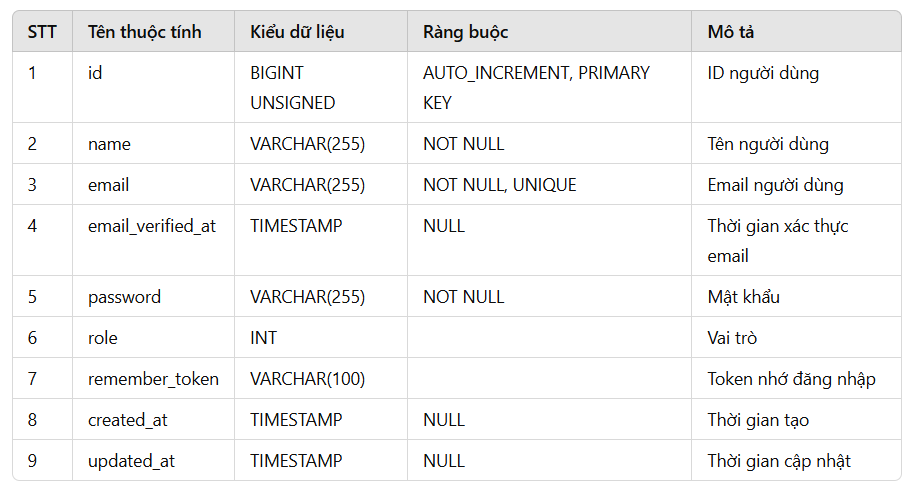 STT Tên thuộc tính Kiểu dữ liệu Ràng buộc Mô tả
1 id BIGINT AUTO_INCREMENT, PRIMARY ID người dùng
UNSIGNED KEY
2 name VARCHAR(255) NOT NULL Tên người dùng
3 email VARCHAR(255) NOT NULL, UNIQUE Email người dùng
4 email_verified_at TIMESTAMP NULL Thời gian xác thực
email
5 password VARCHAR(255) NOT NULL Mật khẩu
6 role INT Vai trò
7 remember_token VARCHAR(100) Token nhớ đăng nhập
8 created_at TIMESTAMP NULL Thời gian tạo
9 updated_at TIMESTAMP NULL Thời gian cập nhật